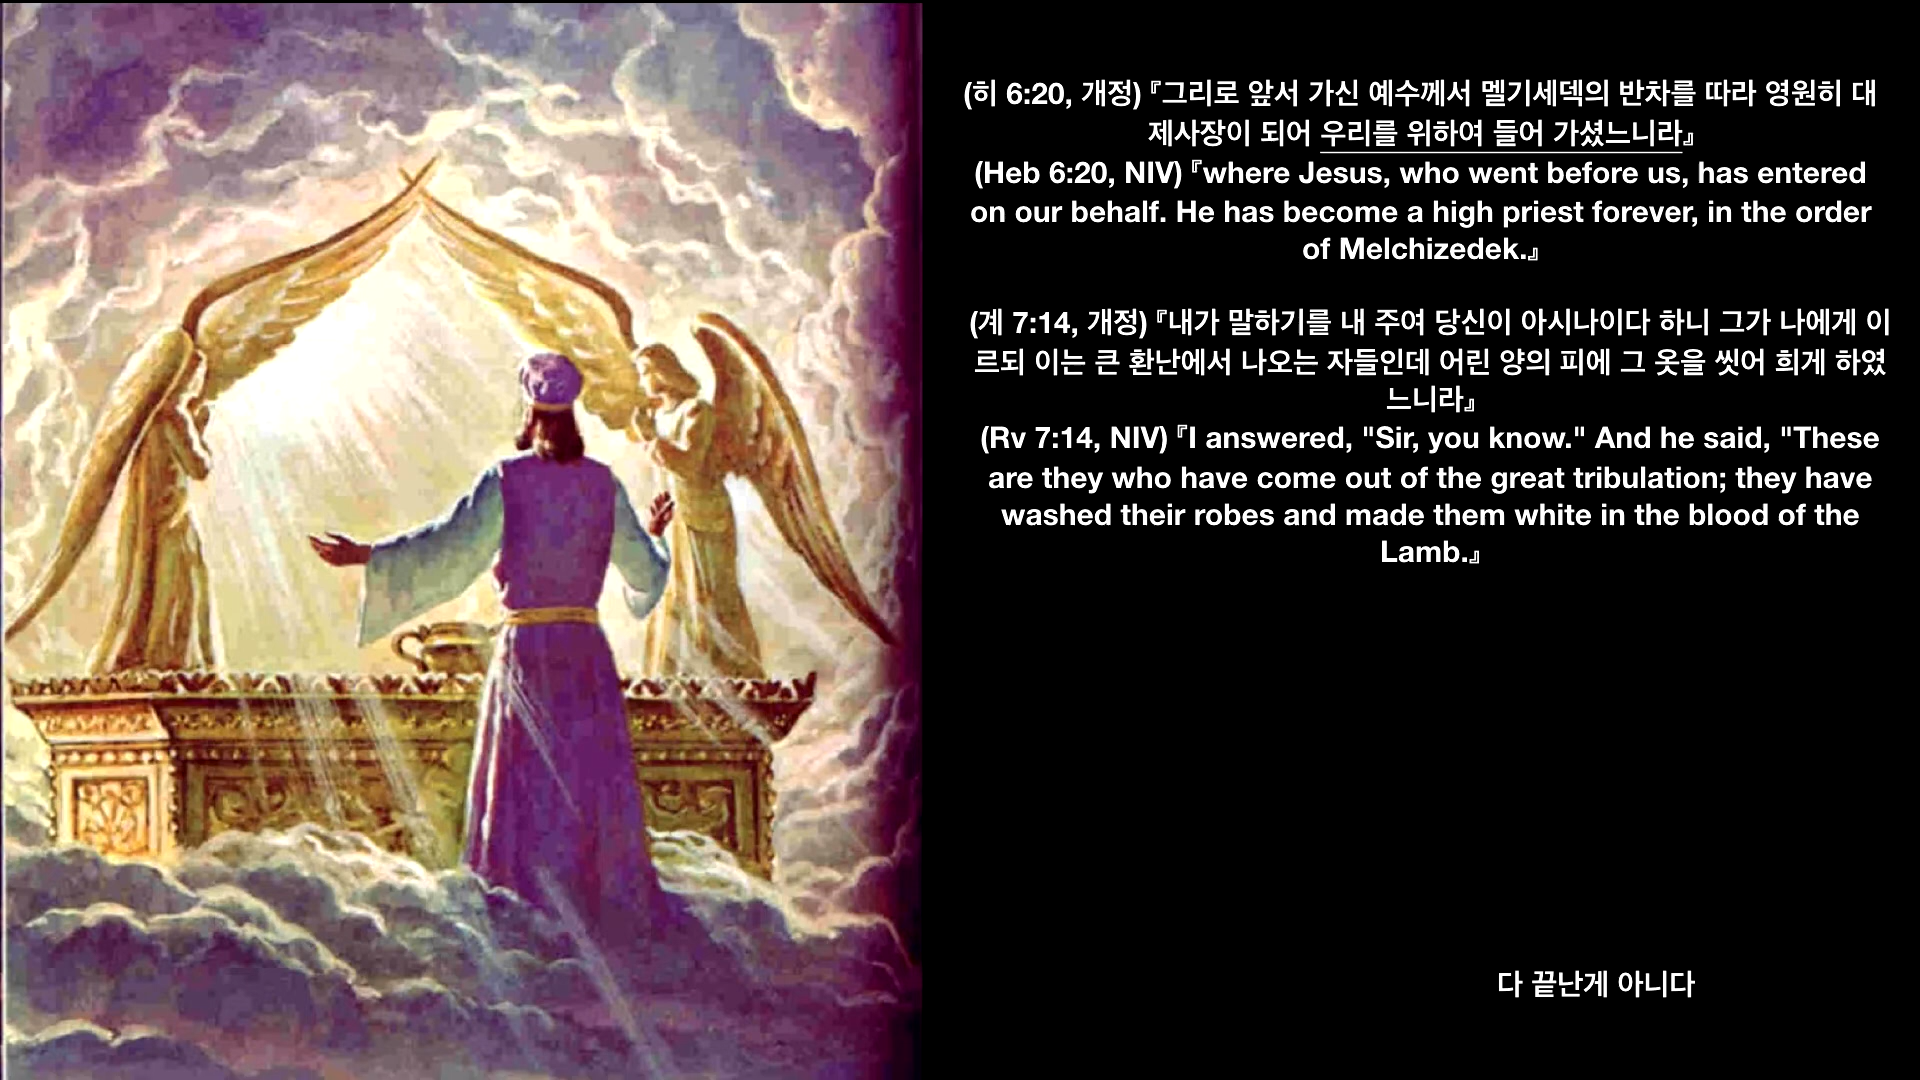 (히 6:20, 개정)『그리로 앞서 가신 예수께서 멜기세덱의 반차를 따라 영원히 대
제사장이 되어 우리를 위하여 들어 가셨느니라』
(Heb 6:20, NIV)『where Jesus, who went before us, has entered
on our behalf. He has become a high priest forever, in the order
of Melchizedek.』
(계 7:14, 개정)『내가 말하기를 내 주여 당신이 아시나이다 하니 그가 나에게 이
르되 이는 큰 환난에서 나오는 자들인데 어린 양의 피에 그 옷을 씻어 희게 하였
느니라』
(Rv 7:14, NIV)『I answered, "Sir, you know." And he said, "These
are they who have come out of the great tribulation; they have
washed their robes and made them white in the blood of the
Lamb.』
다 끝난게 아니다